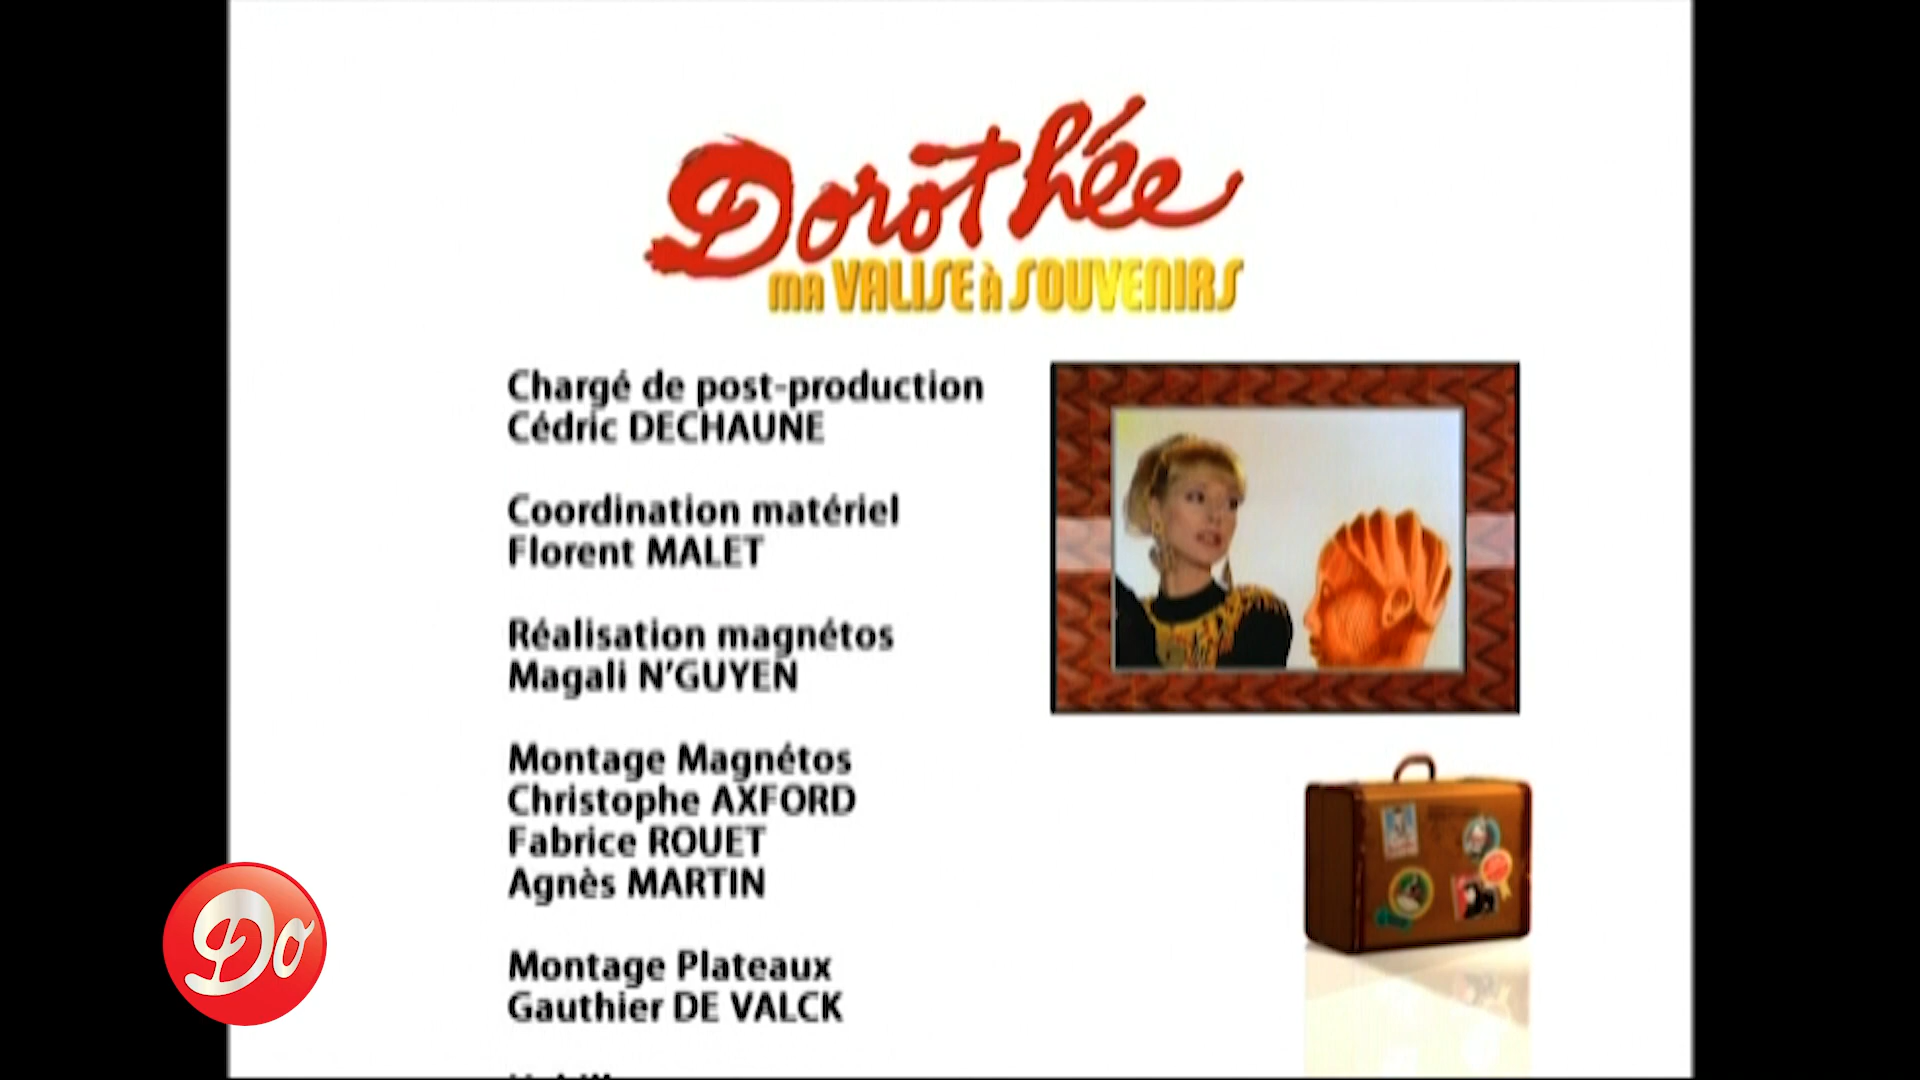 Dorothée
ma VALISE à SOUVENIRS
Chargé de post-production
Cédric DECHAUNE
Coordination matériel
Florent MALET
Réalisation magnétos
Magali N'GUYEN
Montage Magnétos
Christophe AXFORD
Fabrice ROUET
Agnès MARTIN
Montage Plateaux
Gauthier DE VALCK
Do